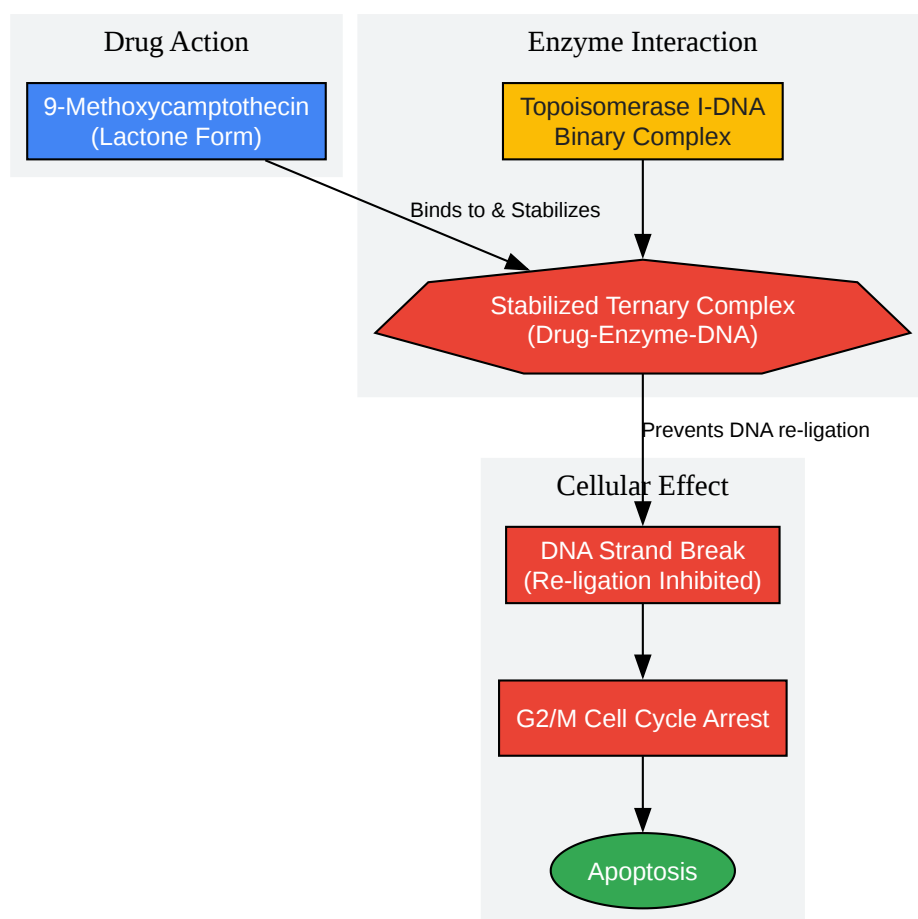 Drug Action
9-Methoxycamptothecin
(Lactone Form)
Enzyme Interaction
Topoisomerase I-DNA
Binary Complex
Binds to & Stabilizes
Stabilized Ternary Complex
(Drug-Enzyme-DNA)
Prevents DNA re-ligation
Cellular Effect
DNA Strand Break
(Re-ligation Inhibited)
G2/M Cell Cycle Arrest
Apoptosis